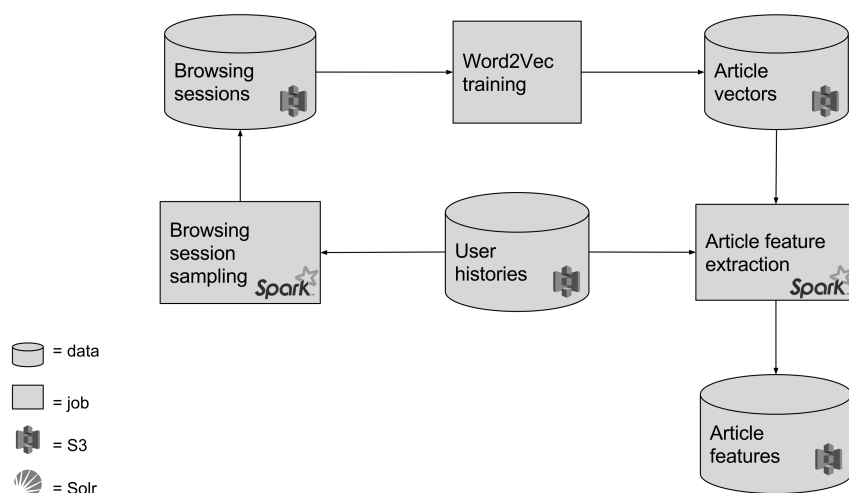 Browsing
sessions
Word2Vec
training
Article
vectors
Browsing
session
sampling
Spark
User
histories
Article feature
extraction
Spark
= data
= job
= S3
= Solr
Article
features